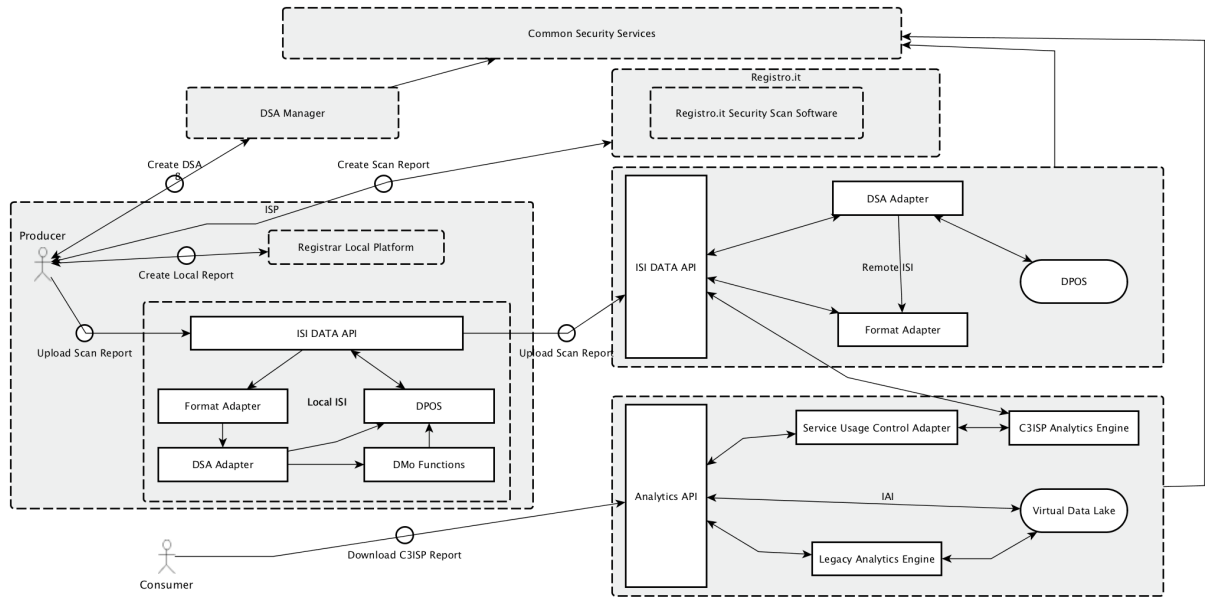 Common Security Services
Registro.it
Registro.it Security Scan Software
DSA Manager
Create DSA
8
Create Scan Report
ISP
Producer
Registrar Local Platform
Create Local Report
ISI DATA API
Upload Scan Report
Format Adapter
Local ISI
DPOS
DSA Adapter
DMo Functions
Upload Scan Report
ISI DATA API
DSA Adapter
Remote ISI
DPOS
Format Adapter
Analytics API
Service Usage Control Adapter
C3ISP Analytics Engine
IAI
Virtual Data Lake
Legacy Analytics Engine
Download C3ISP Report
Consumer